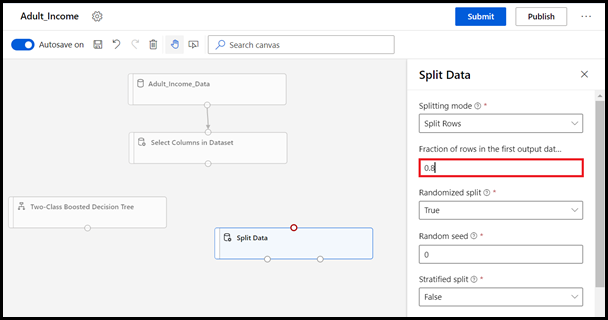 Adult_Income
Submit
Publish
Autosave on
Search canvas
Adult_Income_Data
Select Columns in Dataset
Two-Class Boosted Decision Tree
Split Data
Split Data
Splitting mode ? *
Split Rows
Fraction of rows in the first output dat...
0.8
Randomized split ? *
True
Random seed ? *
0
Stratified split ? *
False